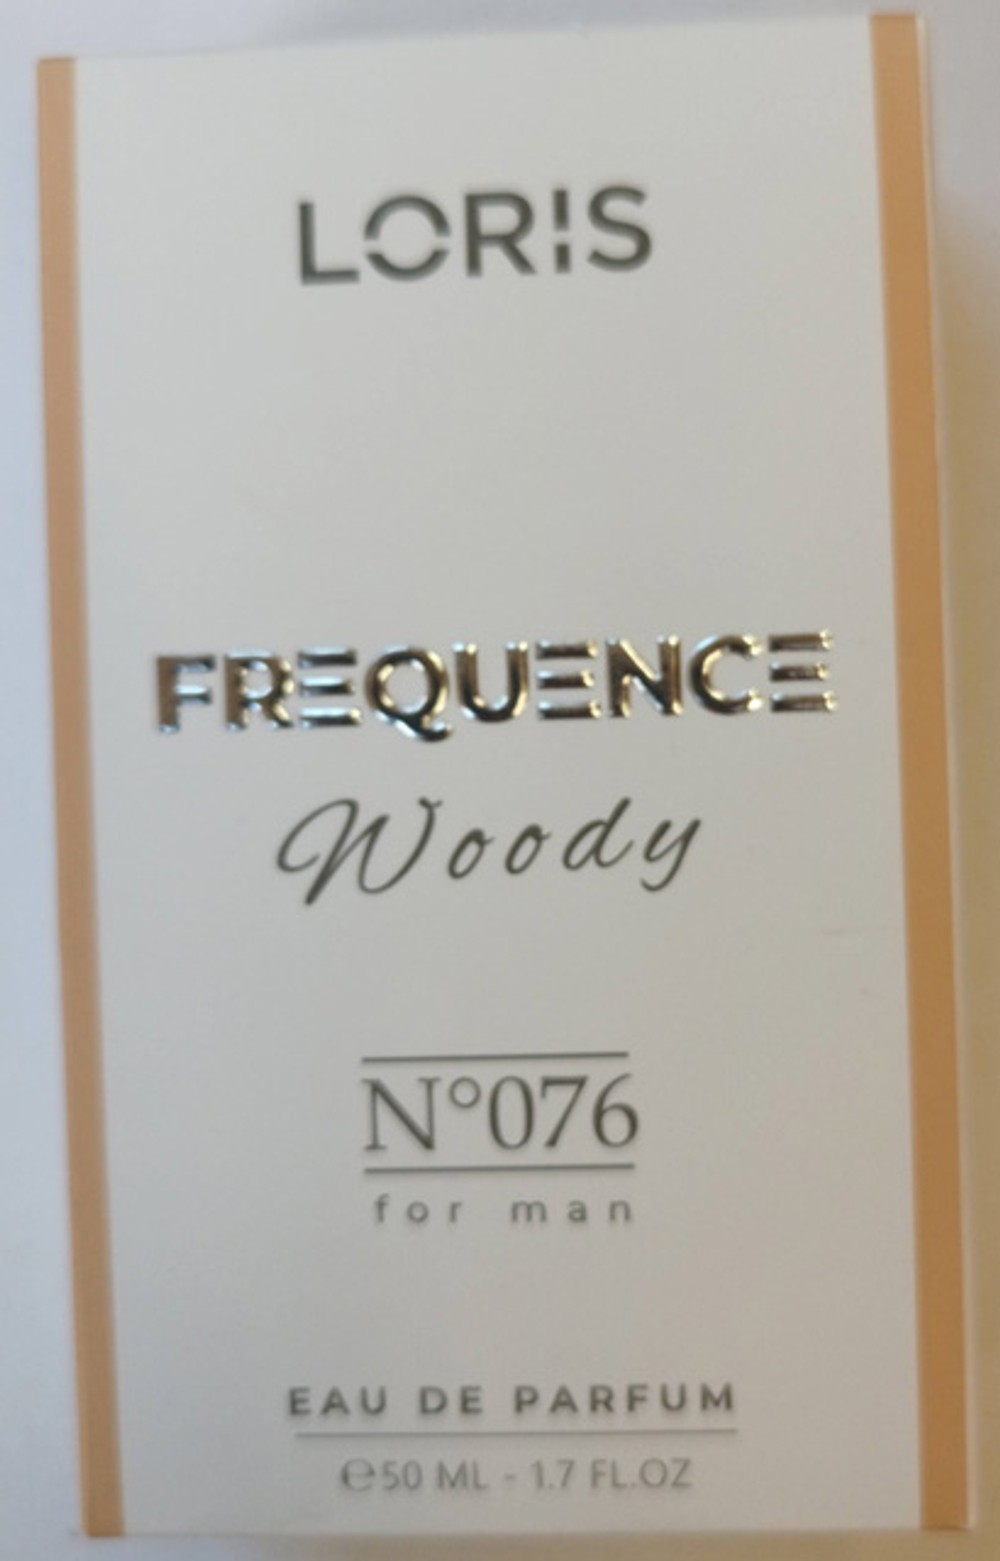 LORIS
FREQUENCE
Woody
N°076
for man
EAU DE PARFUM
℮50 ML - 1.7 FL.OZ